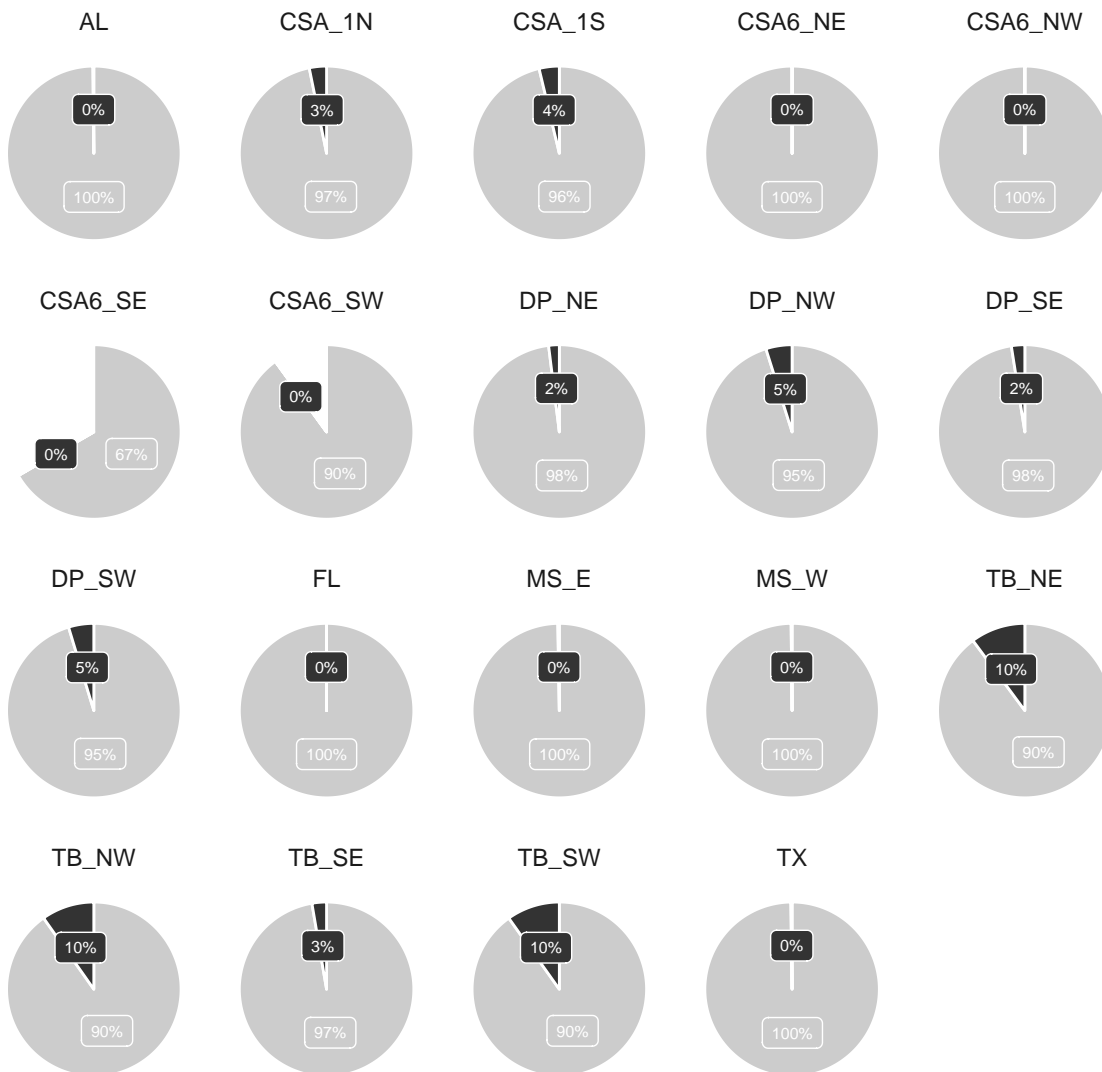 AL CSA_1N CSA_1S CSA6_NE CSA6_NW
0% 3% 4% 0% 0%
100% 97% 96% 100% 100%
CSA6_SE CSA6_SW DP_NE DP_NW DP_SE
0% 0% 2% 5% 2%
67% 90% 98% 95% 98%
DP_SW FL MS_E MS_W TB_NE
5% 0% 0% 0% 10%
95% 100% 100% 100% 90%
TB_NW TB_SE TB_SW TX
10% 3% 10% 0%
90% 97% 90% 100%